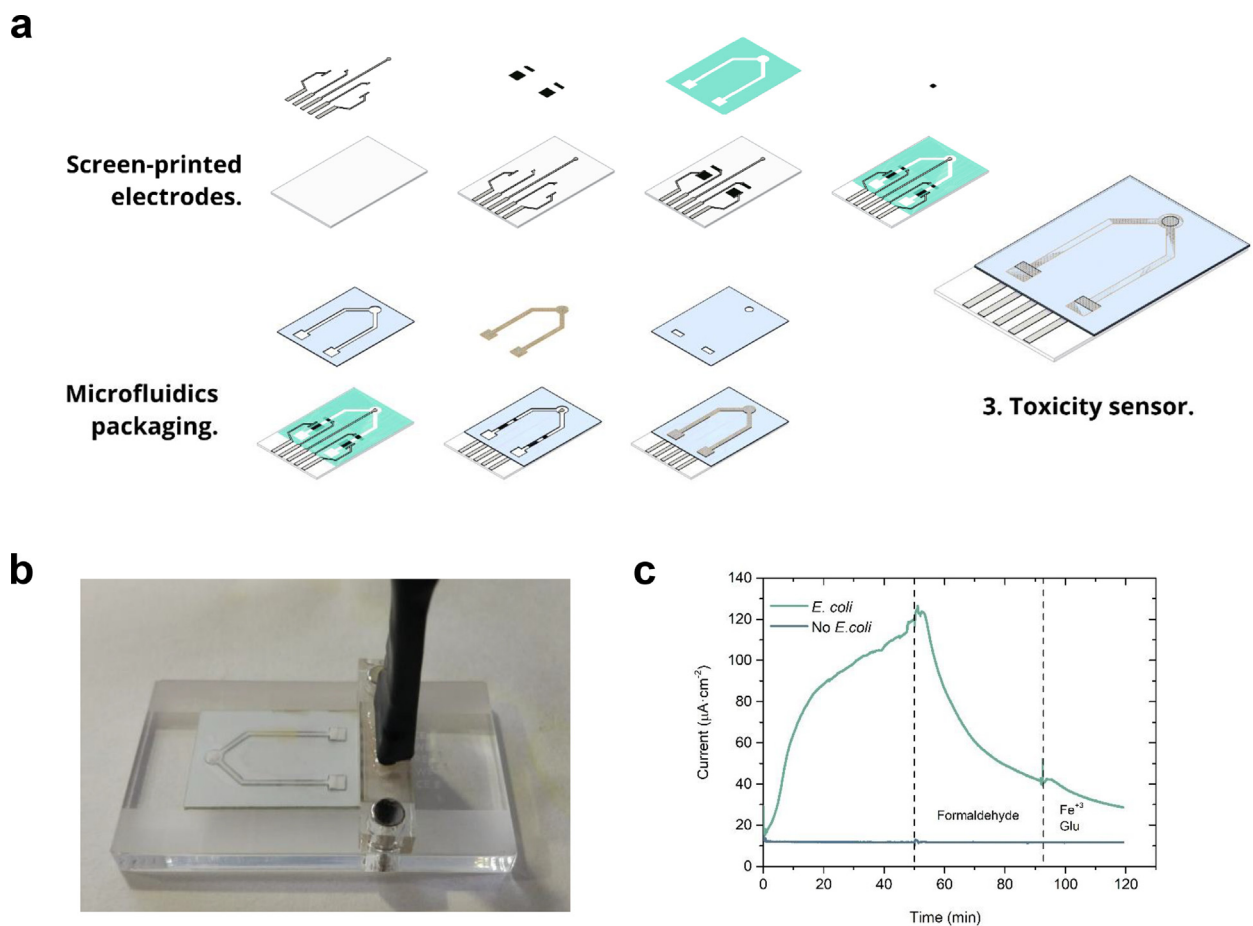 a
Screen-printed
electrodes.
Microfluidics
packaging.
3. Toxicity sensor.
b
c
140
120
100
80
60
40
20
0
Current (µA·cm⁻²)
E. coli
No E.coli
Formaldehyde
Fe⁺³
Glu
0
20
40
60
80
100
120
Time (min)